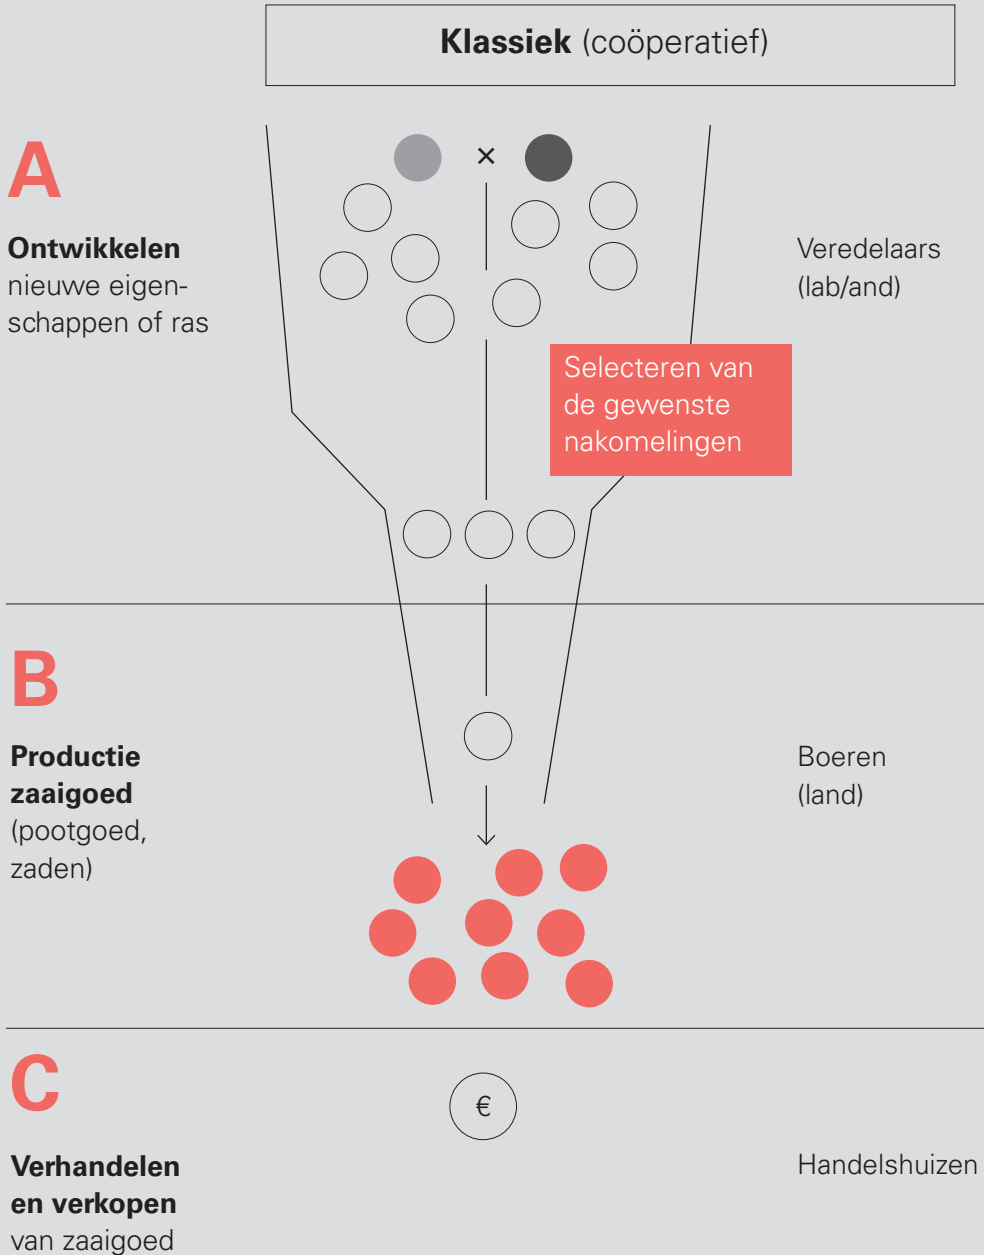 Klassiek (coöperatief)
A
×
Ontwikkelen
nieuwe eigen-
schappen of ras
Veredelaars
(lab/and)
Selecteren van
de gewenste
nakomelingen
B
Productie
zaaigoed
(pootgoed,
zaden)
Boeren
(land)
C
€
Verhandelen
en verkopen
van zaaigoed
Handelshuizen